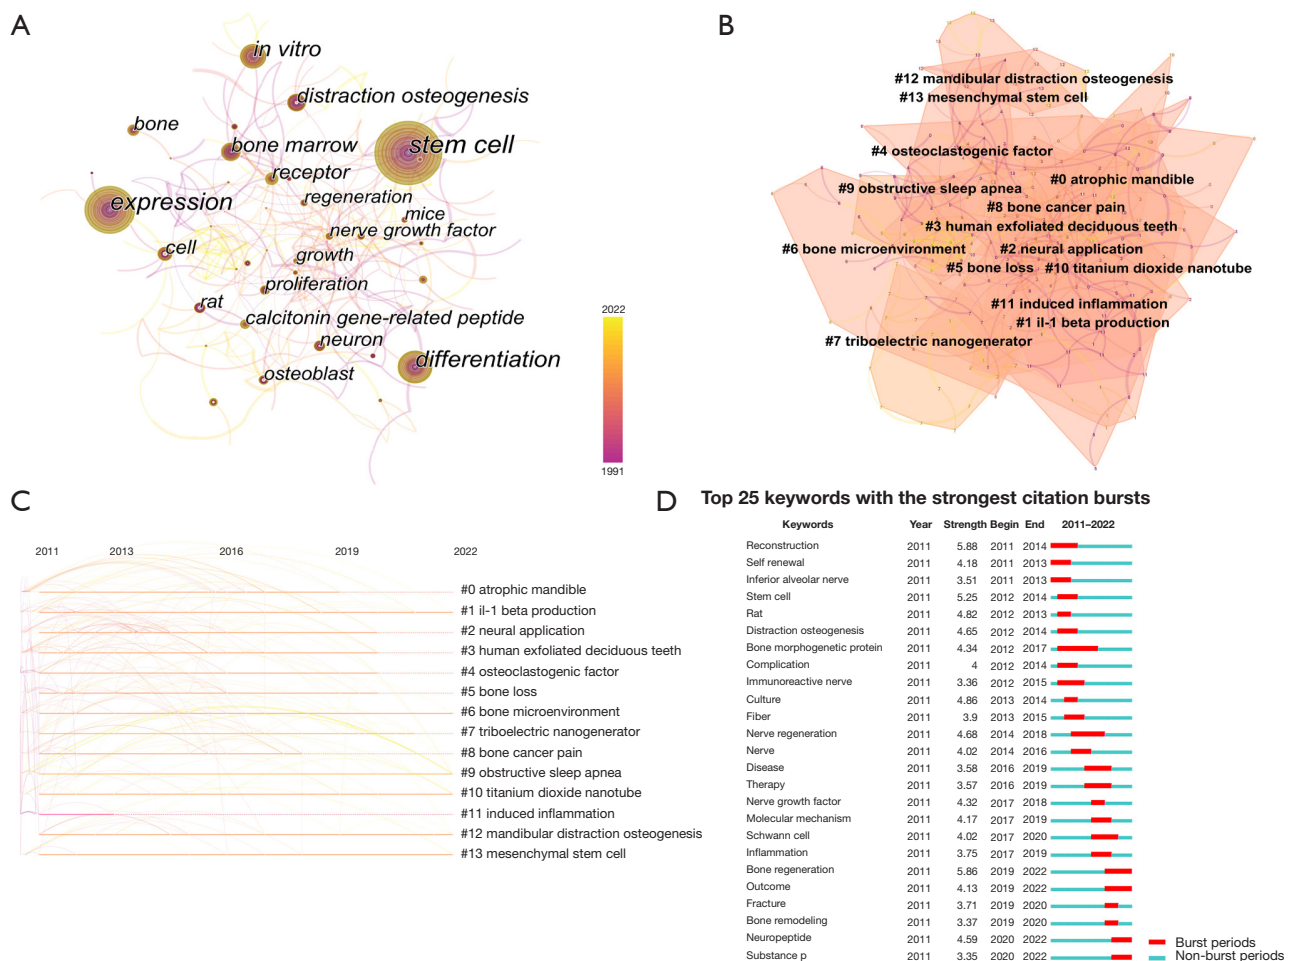 A
in vitro
distraction osteogenesis
bone
bone marrow
stem cell
receptor
regeneration
expression
mice
nerve growth factor
cell
growth
proliferation
rat
calcitonin gene-related peptide
neuron
differentiation
osteoblast
2022
1991
B
#12 mandibular distraction osteogenesis
#13 mesenchymal stem cell
#4 osteoclastogenic factor
#0 atrophic mandible
#9 obstructive sleep apnea
#8 bone cancer pain
#3 human exfoliated deciduous teeth
#6 bone microenvironment
#2 neural application
#5 bone loss
#10 titanium dioxide nanotube
#11 induced inflammation
#1 il-1 beta production
#7 triboelectric nanogenerator
C
2011 2013 2016 2019 2022
#0 atrophic mandible
#1 il-1 beta production
#2 neural application
#3 human exfoliated deciduous teeth
#4 osteoclastogenic factor
#5 bone loss
#6 bone microenvironment
#7 triboelectric nanogenerator
#8 bone cancer pain
#9 obstructive sleep apnea
#10 titanium dioxide nanotube
#11 induced inflammation
#12 mandibular distraction osteogenesis
#13 mesenchymal stem cell
D
Top 25 keywords with the strongest citation bursts
Keywords Year Strength Begin End 2011–2022
Reconstruction 2011 5.88 2011 2014
Self renewal 2011 4.18 2011 2013
Inferior alveolar nerve 2011 3.51 2011 2013
Stem cell 2011 5.25 2012 2014
Rat 2011 4.82 2012 2013
Distraction osteogenesis 2011 4.65 2012 2014
Bone morphogenetic protein 2011 4.34 2012 2017
Complication 2011 4 2012 2014
Immunoreactive nerve 2011 3.36 2012 2015
Culture 2011 4.86 2013 2014
Fiber 2011 3.9 2013 2015
Nerve regeneration 2011 4.68 2014 2018
Nerve 2011 4.02 2014 2016
Disease 2011 3.58 2016 2019
Therapy 2011 3.57 2016 2019
Nerve growth factor 2011 4.32 2017 2018
Molecular mechanism 2011 4.17 2017 2019
Schwann cell 2011 4.02 2017 2020
Inflammation 2011 3.75 2017 2019
Bone regeneration 2011 5.86 2019 2022
Outcome 2011 4.13 2019 2022
Fracture 2011 3.71 2019 2020
Bone remodeling 2011 3.37 2019 2020
Neuropeptide 2011 4.59 2020 2022
Substance p 2011 3.35 2020 2022
Burst periods
Non-burst periods